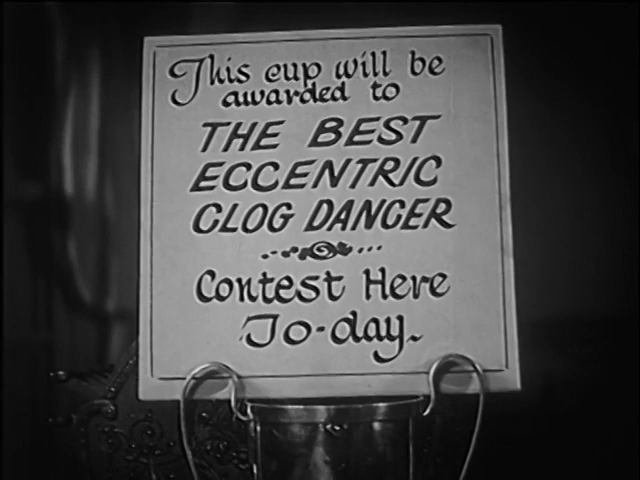 This cup will be
awarded to
THE BEST
ECCENTRIC
CLOG DANCER
Contest Here
To-day